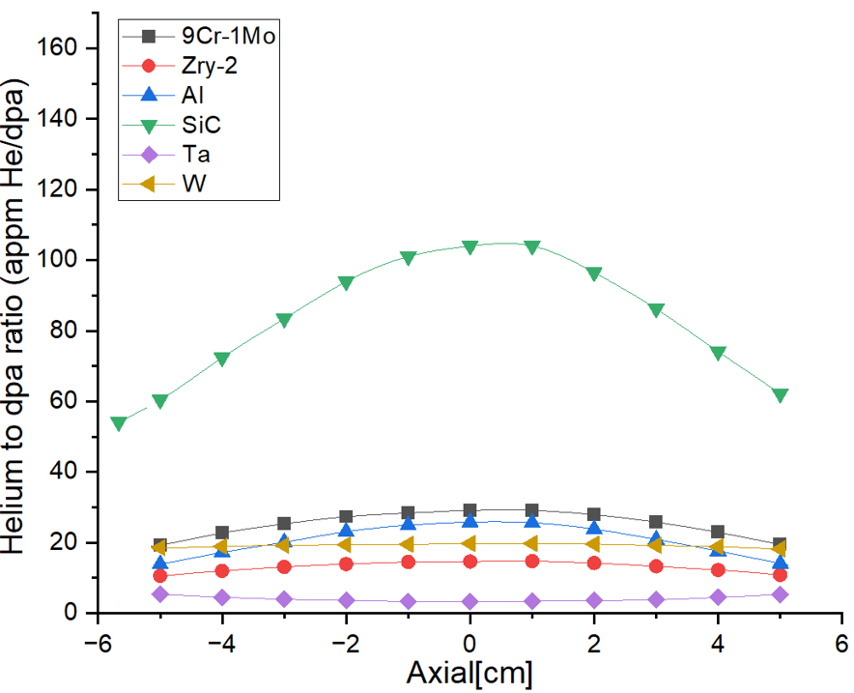 160
140
120
100
80
60
40
20
0
Helium to dpa ratio (appm He/dpa)
9Cr-1Mo
Zry-2
Al
SiC
Ta
W
−6 −4 −2 0 2 4 6
Axial[cm]